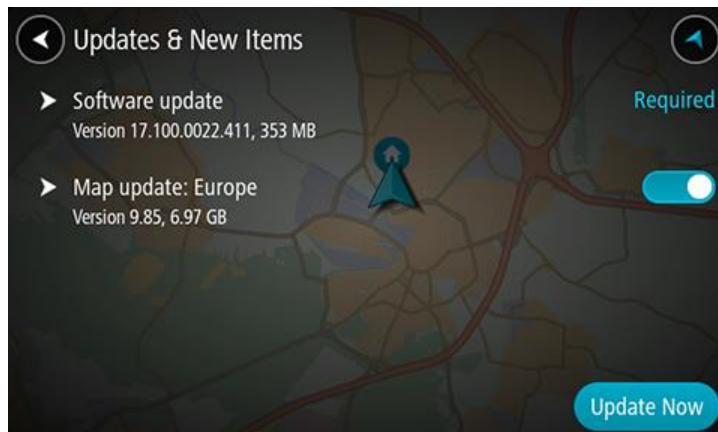 Updates & New Items
Software update
Required
Version 17.100.0022.411, 353 MB
Map update: Europe
Version 9.85, 6.97 GB
Update Now